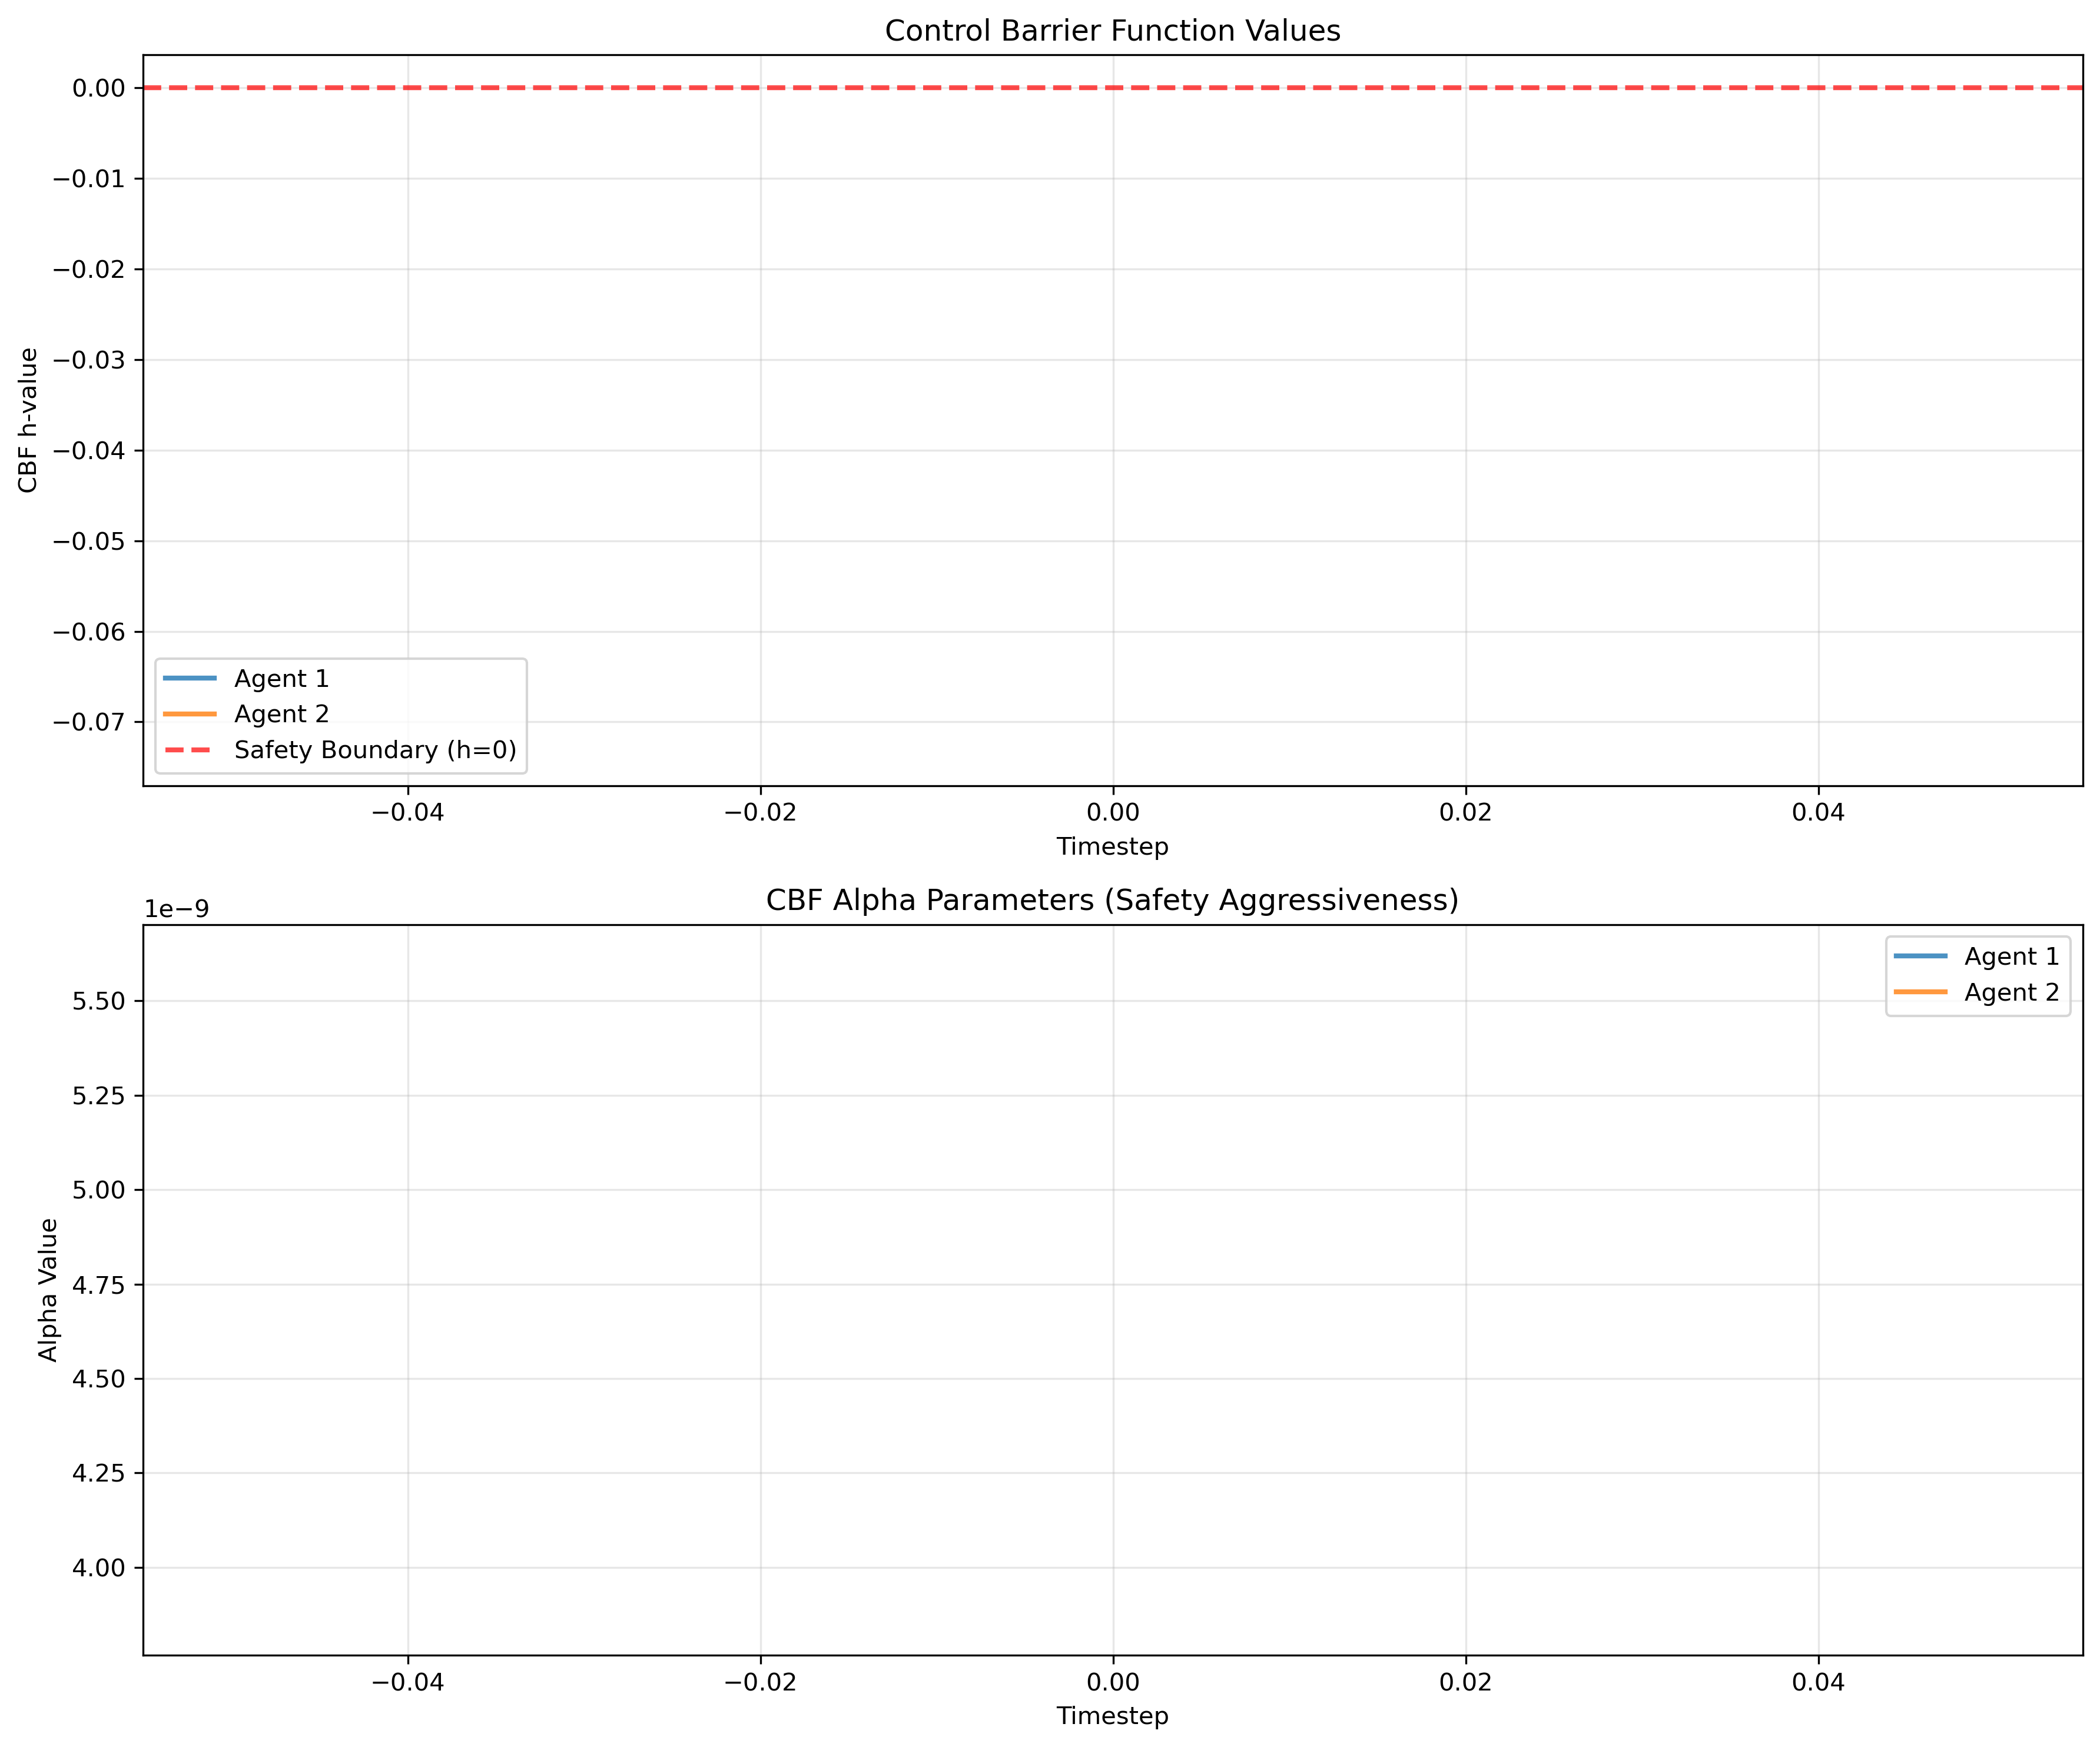 Control Barrier Function Values
0.00
−0.01
−0.02
−0.03
−0.04
−0.05
−0.06
−0.07
CBF h-value
Agent 1
Agent 2
Safety Boundary (h=0)
−0.04 −0.02 0.00 0.02 0.04
Timestep
CBF Alpha Parameters (Safety Aggressiveness)
1e−9
Agent 1
Agent 2
5.50
5.25
5.00
4.75
4.50
4.25
4.00
Alpha Value
−0.04 −0.02 0.00 0.02 0.04
Timestep